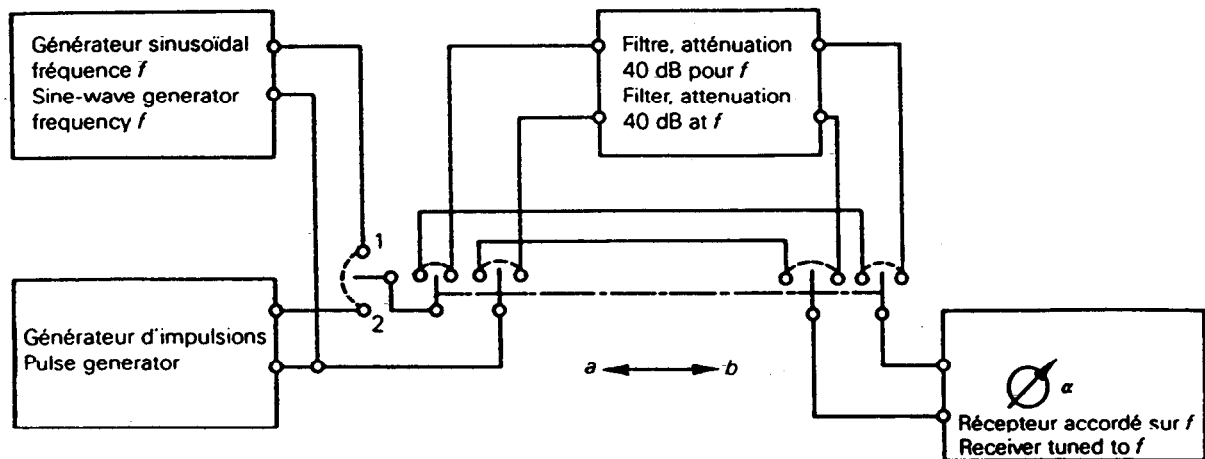 Générateur sinusoïdal
fréquence f
Sine-wave generator
frequency f
Filtre, atténuation
40 dB pour f
Filter, attenuation
40 dB at f
1
2
Générateur d'impulsions
Pulse generator
a b
α
Récepteur accordé sur f
Receiver tuned to f